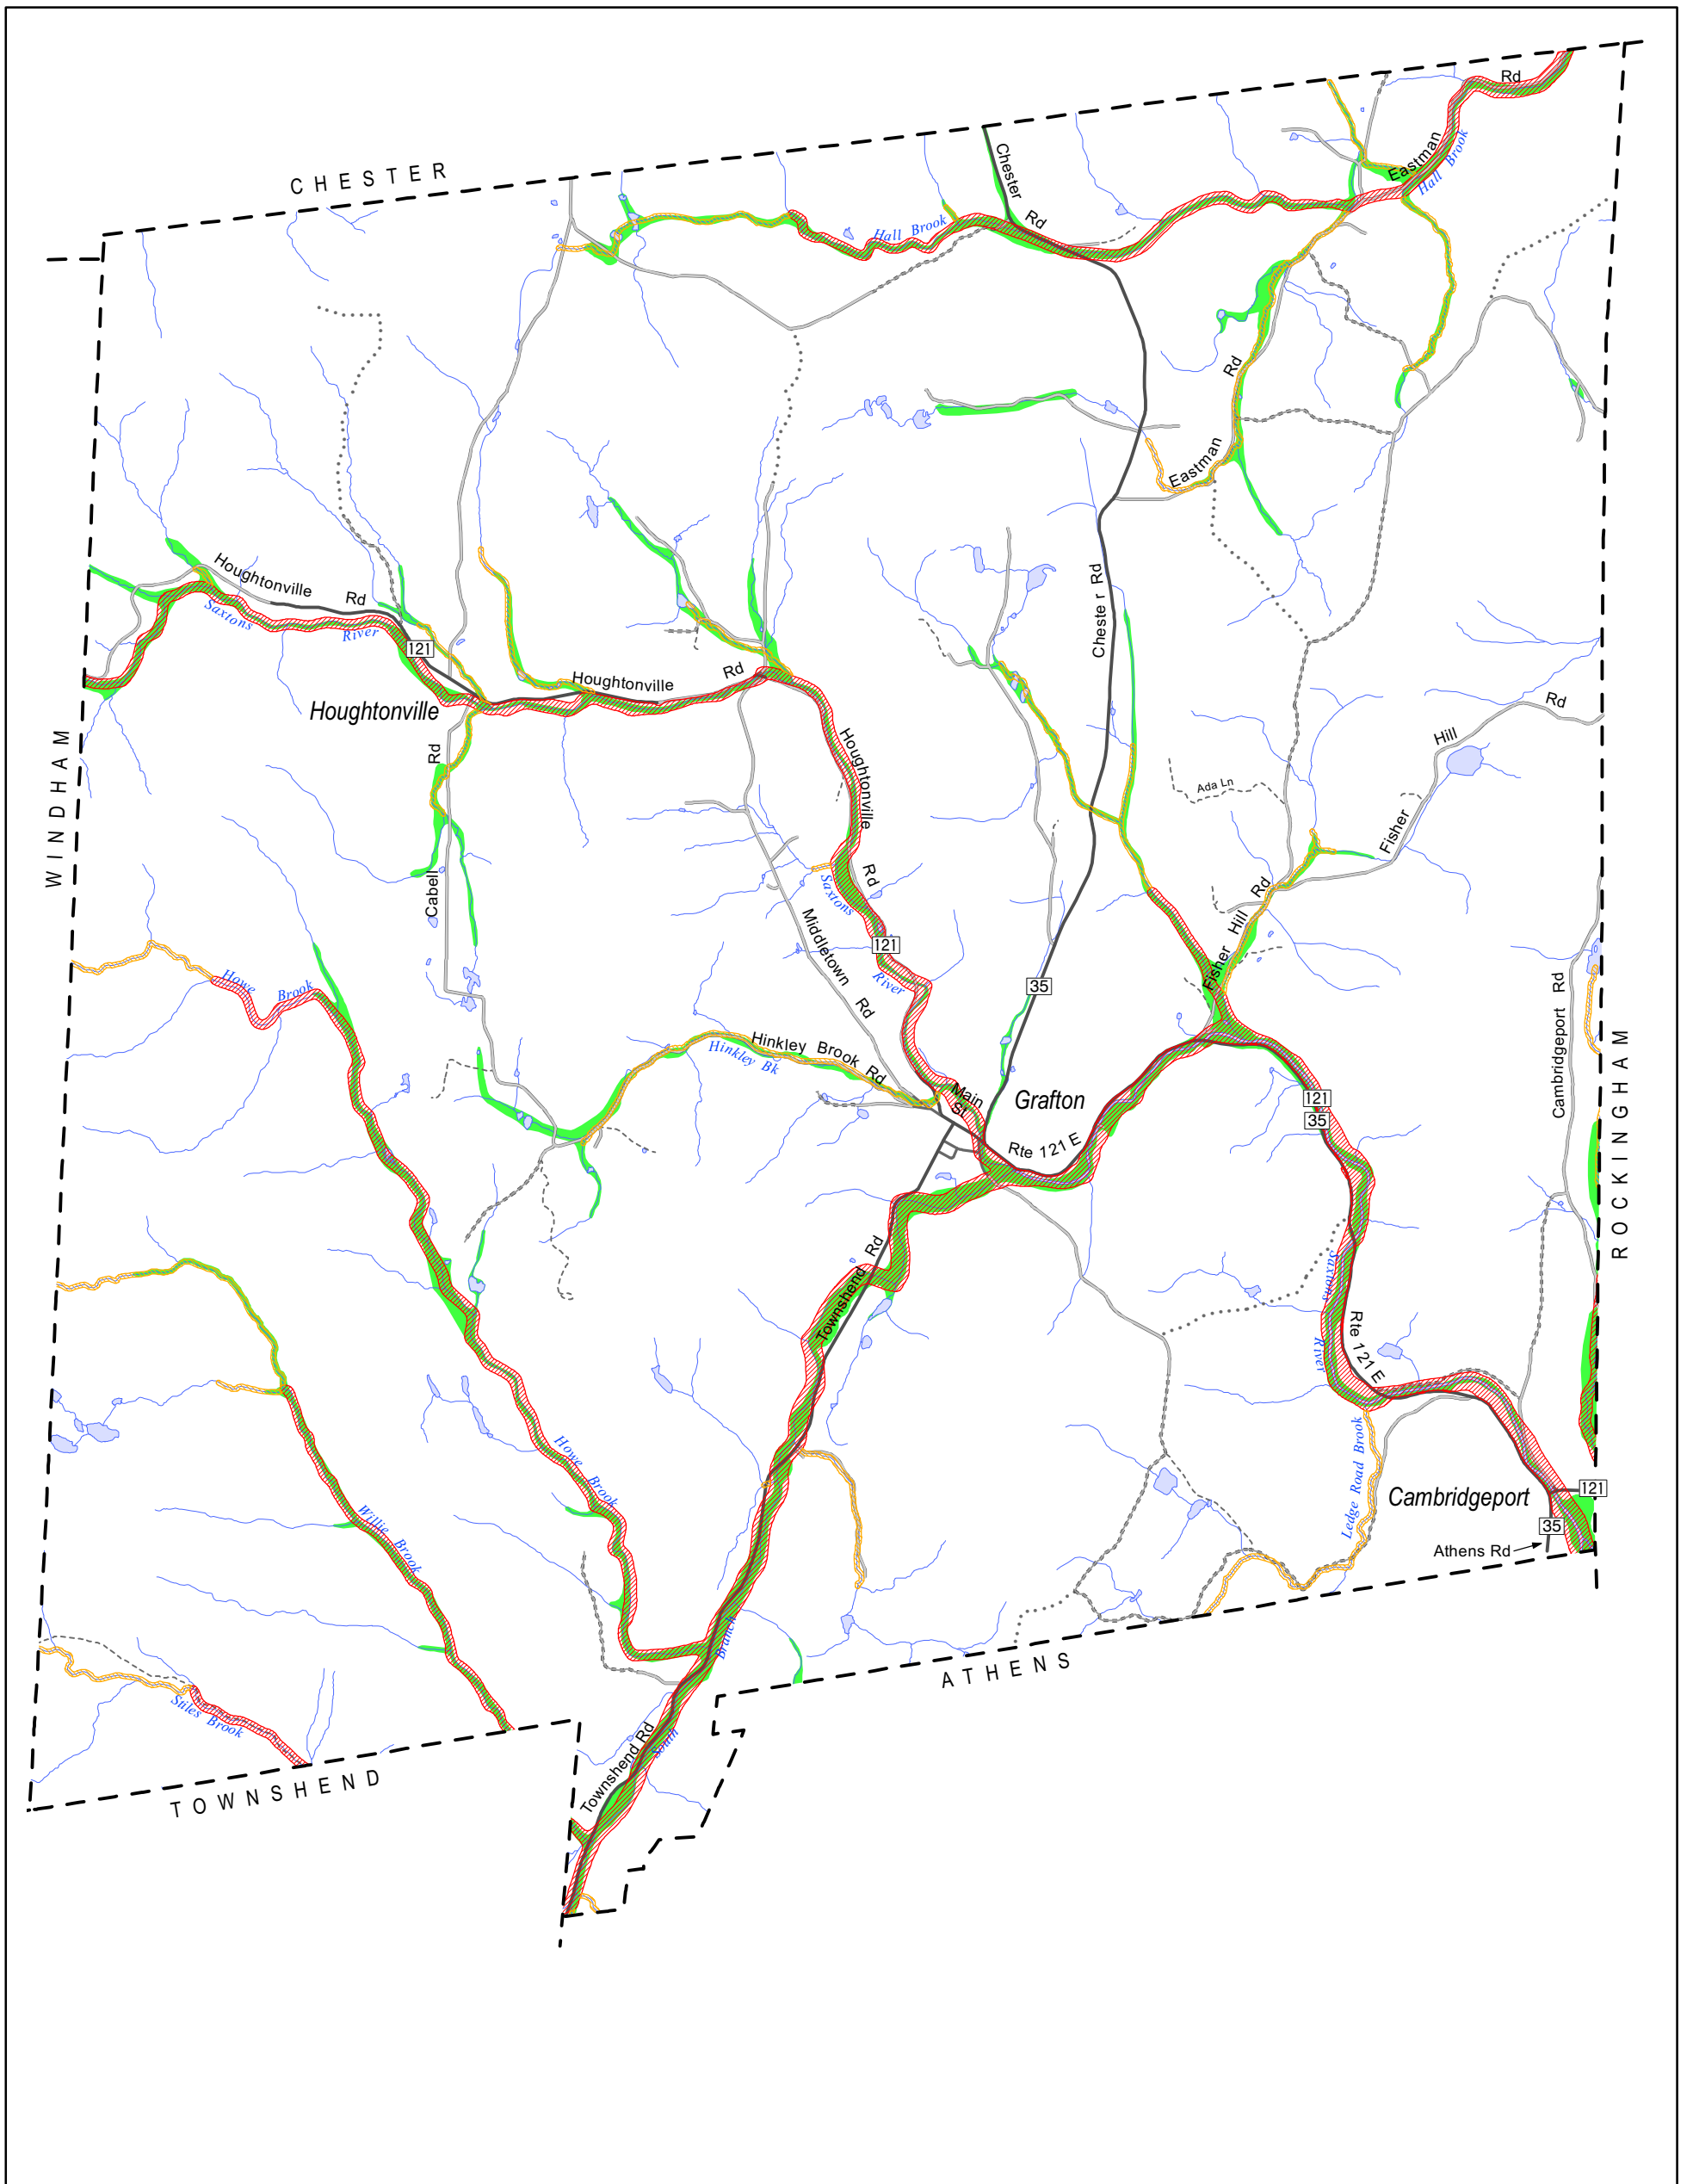 Rd
Eastman
Hall Brook
CHESTER
Chester
Rd
Hall Brook
Rd
Eastman
Houghtonville
Rd
Saxtons
River
121
Chester Rd
Houghtonville
Rd
Houghtonville
Rd
Hill
Houghtonville
Rd
WINDHAM
Ada Ln
Fisher
Cabell
Rd
Saxtons
Middletown
Rd
121
River
Fisher
Hill
Rd
Howe
Brook
35
Cambridgeport Rd
Hinkley Brook Rd
Hinkley Bk
Main
St
Grafton
121
35
ROCKINGHAM
Rte 121 E
Townshend
Rd
Saxtons
River
Rte 121 E
Howe
Brook
Ledge Road Brook
Cambridgeport
121
35
Athens Rd
Willie
Brook
Branch
South
ATHENS
Stiles Brook
Townshend Rd
TOWNSHEND